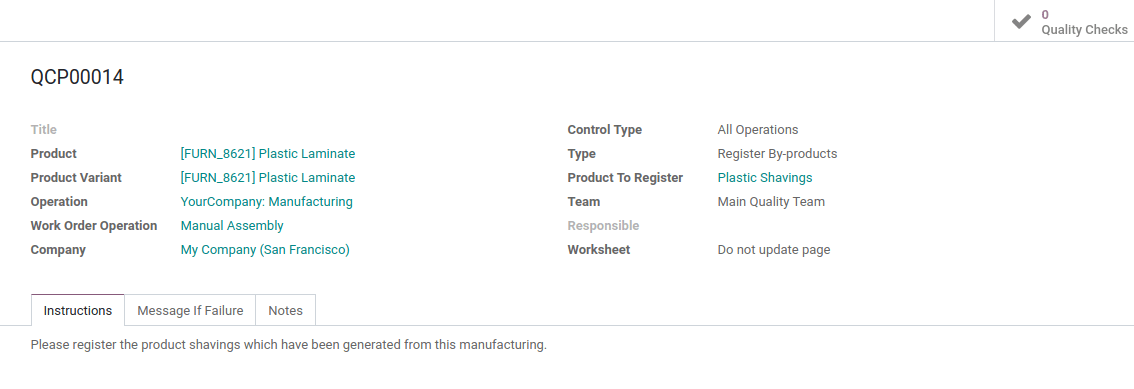 0
Quality Checks
QCP00014
Title
Product [FURN_8621] Plastic Laminate
Product Variant [FURN_8621] Plastic Laminate
Operation YourCompany: Manufacturing
Work Order Operation Manual Assembly
Company My Company (San Francisco)
Control Type All Operations
Type Register By-products
Product To Register Plastic Shavings
Team Main Quality Team
Responsible
Worksheet Do not update page
Instructions Message If Failure Notes
Please register the product shavings which have been generated from this manufacturing.